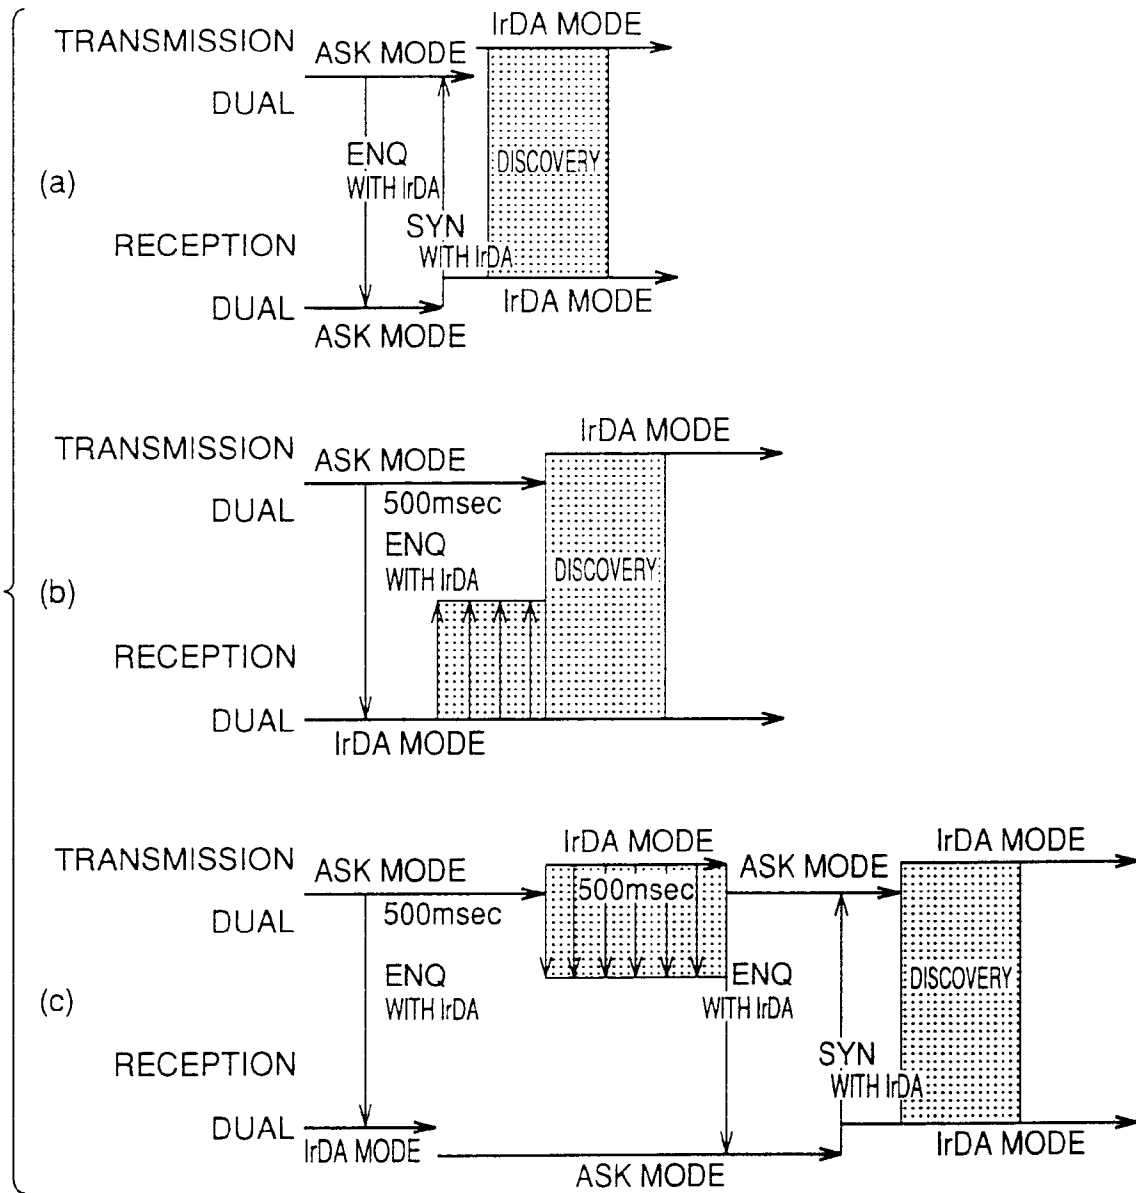 IrDA MODE
TRANSMISSION
ASK MODE
DUAL
ENQ
WITH IrDA
DISCOVERY
(a)
SYN
WITH IrDA
RECEPTION
IrDA MODE
DUAL
ASK MODE
IrDA MODE
TRANSMISSION
ASK MODE
500msec
DUAL
ENQ
WITH IrDA
DISCOVERY
(b)
RECEPTION
DUAL
IrDA MODE
IrDA MODE
IrDA MODE
TRANSMISSION
ASK MODE
500msec
ASK MODE
500msec
DUAL
ENQ
WITH IrDA
ENQ
WITH IrDA
DISCOVERY
(c)
SYN
WITH IrDA
RECEPTION
DUAL
IrDA MODE
ASK MODE
IrDA MODE